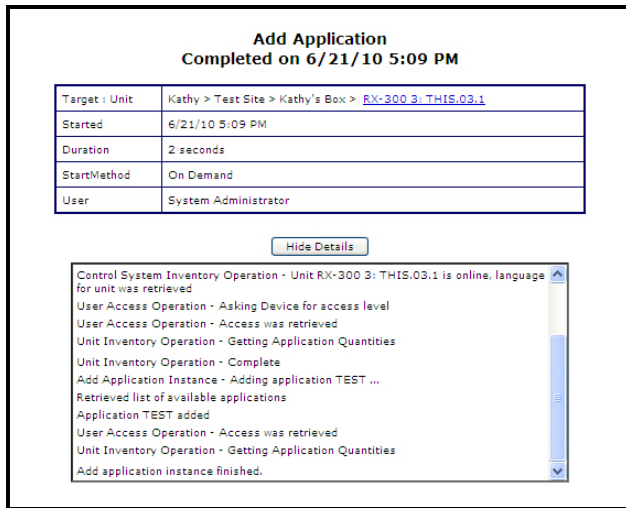 Add Application
Completed on 6/21/10 5:09 PM
Target : Unit Kathy > Test Site > Kathy's Box > RX-300 3: THIS.03.1
Started 6/21/10 5:09 PM
Duration 2 seconds
StartMethod On Demand
User System Administrator
Hide Details
Control System Inventory Operation - Unit RX-300 3: THIS.03.1 is online, language
for unit was retrieved
User Access Operation - Asking Device for access level
User Access Operation - Access was retrieved
Unit Inventory Operation - Getting Application Quantities
Unit Inventory Operation - Complete
Add Application Instance - Adding application TEST ...
Retrieved list of available applications
Application TEST added
User Access Operation - Access was retrieved
Unit Inventory Operation - Getting Application Quantities
Add application instance finished.